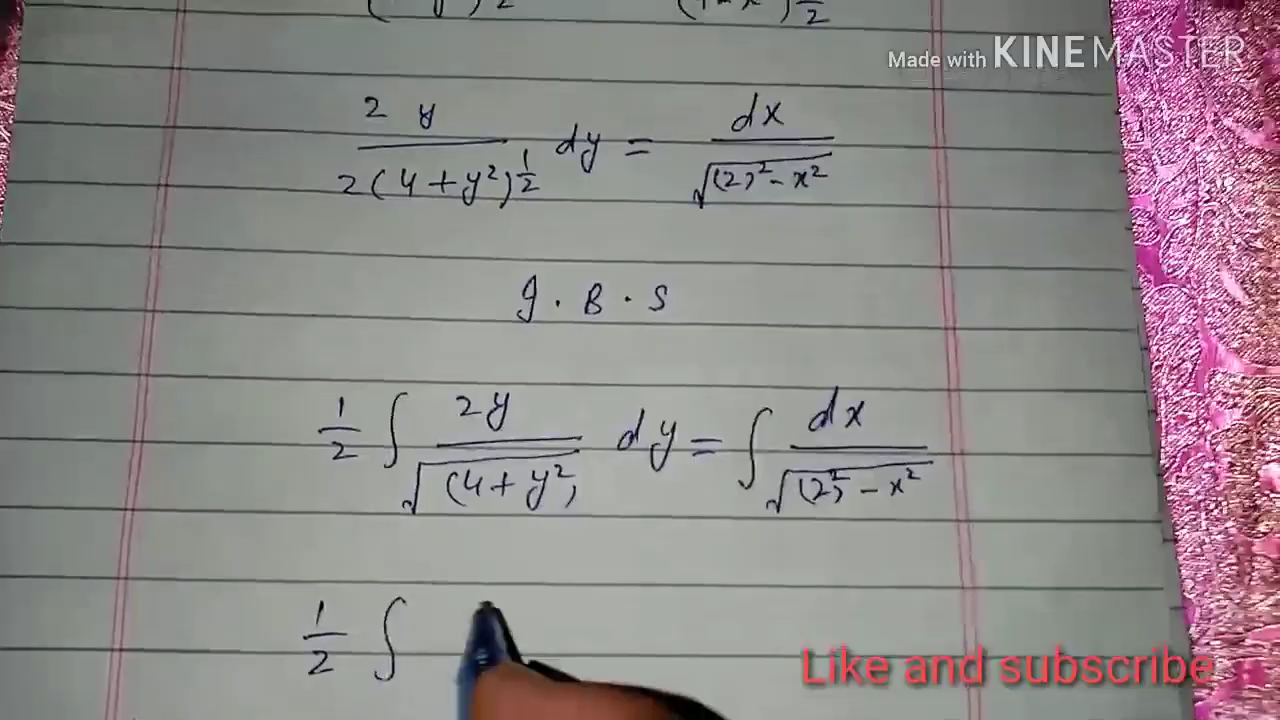 Made with KINEMASTER
2 y / 2(4+y²)^½ dy = dx / √((2)²-x²)
I . B . S
½ ∫ 2y / √(4+y²) dy = ∫ dx / √((2)²-x²)
½ ∫
Like and subscribe